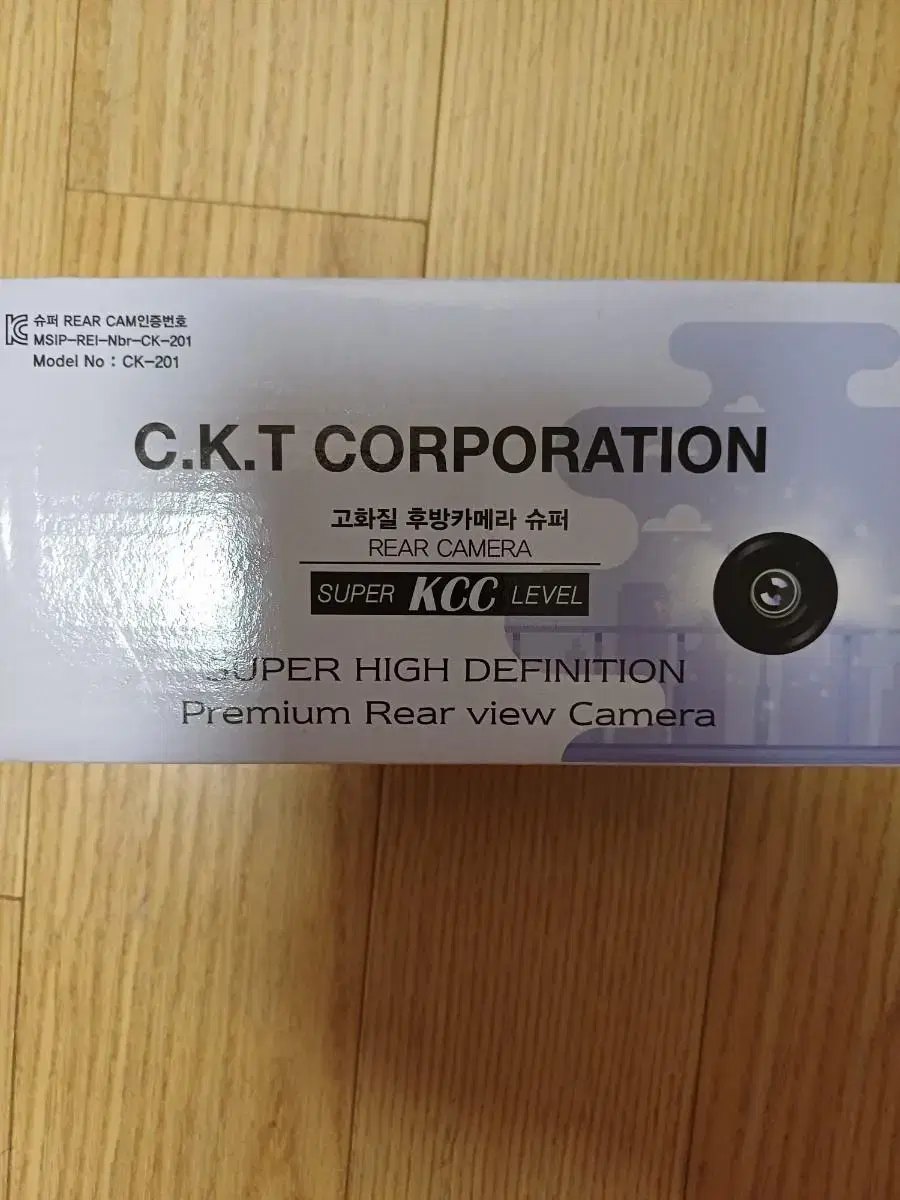 슈퍼 REAR CAM인증번호
MSIP-REI-Nbr-CK-201
Model No : CK-201
C.K.T CORPORATION
고화질 후방카메라 슈퍼
REAR CAMERA
SUPER KCC LEVEL
SUPER HIGH DEFINITION
Premium Rear view Camera